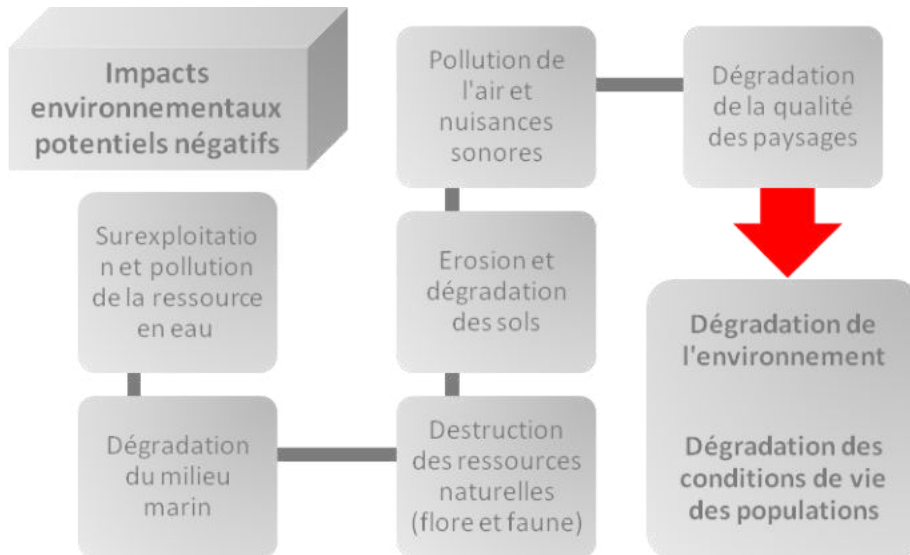 Impacts
environnementaux
potentiels négatifs
Surexploitatio
n et pollution
de la ressource
en eau
Dégradation
du milieu
marin
Destruction
des ressources
naturelles
(flore et faune)
Erosion et
dégradation
des sols
Pollution de
l'air et
nuisances
sonores
Dégradation
de la qualité
des paysages
Dégradation de
l'environnement
Dégradation des
conditions de vie
des populations